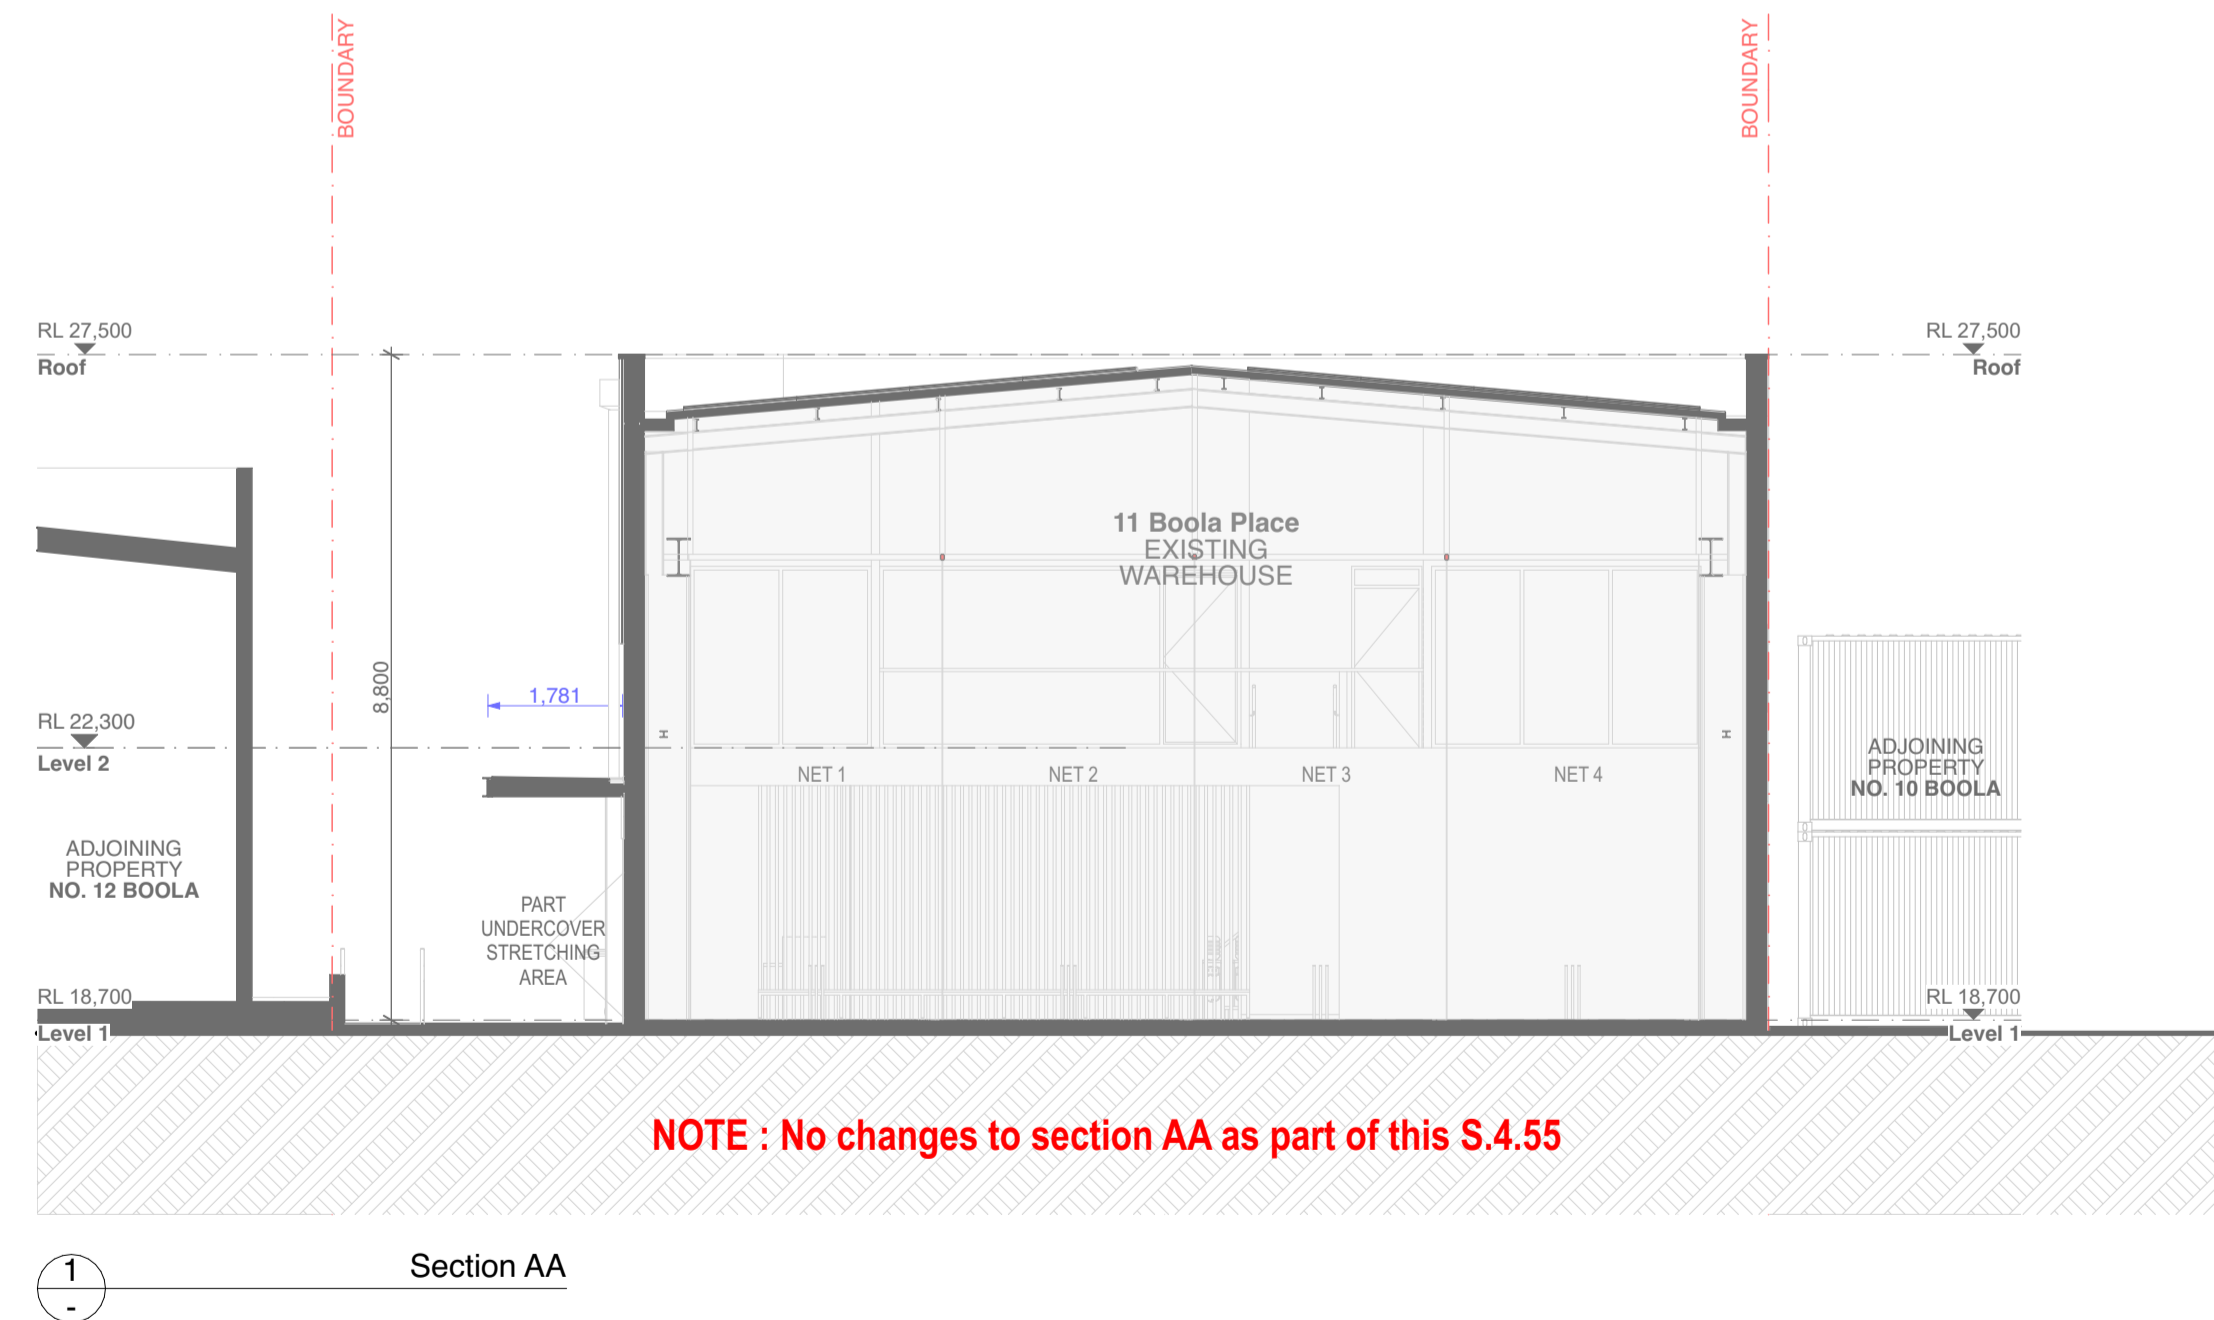 BOUNDARY
BOUNDARY
RL 27,500
Roof
RL 27,500
Roof
11 Boola Place
EXISTING
WAREHOUSE
8,800
1,781
RL 22,300
Level 2
NET 1
NET 2
NET 3
NET 4
ADJOINING
PROPERTY
NO. 10 BOOLA
ADJOINING
PROPERTY
NO. 12 BOOLA
PART
UNDERCOVER
STRETCHING
AREA
RL 18,700
Level 1
RL 18,700
Level 1
NOTE : No changes to section AA as part of this S.4.55
1
-
Section AA